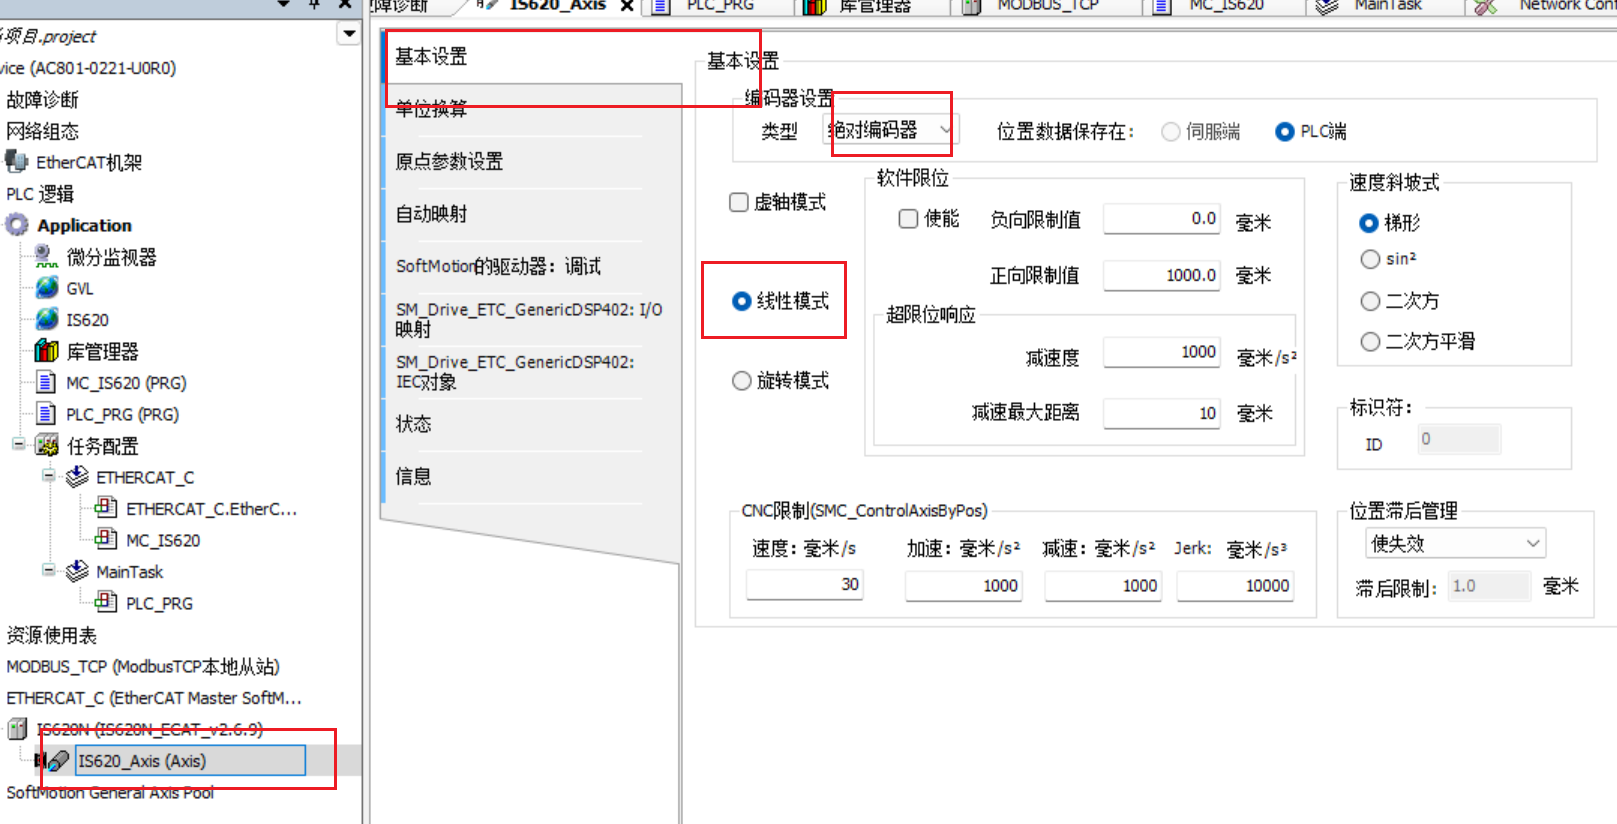 故障诊断
IS620_Axis
PLC_PRG
库管理器
MODBUS_TCP
MC_IS620
MainTask
Network Conf
项目.project
vice (AC801-0221-U0R0)
故障诊断
网络组态
EtherCAT机架
PLC 逻辑
Application
微分监视器
GVL
IS620
库管理器
MC_IS620 (PRG)
PLC_PRG (PRG)
任务配置
ETHERCAT_C
ETHERCAT_C.EtherC...
MC_IS620
MainTask
PLC_PRG
资源使用表
MODBUS_TCP (ModbusTCP本地从站)
ETHERCAT_C (EtherCAT Master SoftM...
IS620N (IS620N_ECAT_v2.6.9)
IS620_Axis (Axis)
SoftMotion General Axis Pool
基本设置
单位换算
原点参数设置
自动映射
SoftMotion的驱动器：调试
SM_Drive_ETC_GenericDSP402: I/O
映射
SM_Drive_ETC_GenericDSP402:
IEC对象
状态
信息
基本设置
编码器设置
类型 绝对编码器 位置数据保存在： 伺服端 PLC端
虚轴模式
线性模式
旋转模式
软件限位
使能 负向限制值 0.0 毫米
正向限制值 1000.0 毫米
超限位响应
减速度 1000 毫米/s²
减速最大距离 10 毫米
速度斜坡式
梯形
sin²
二次方
二次方平滑
标识符：
ID 0
CNC限制(SMC_ControlAxisByPos)
速度：毫米/s 加速：毫米/s² 减速：毫米/s² Jerk: 毫米/s³
30 1000 1000 10000
位置滞后管理
使失效
滞后限制： 1.0 毫米